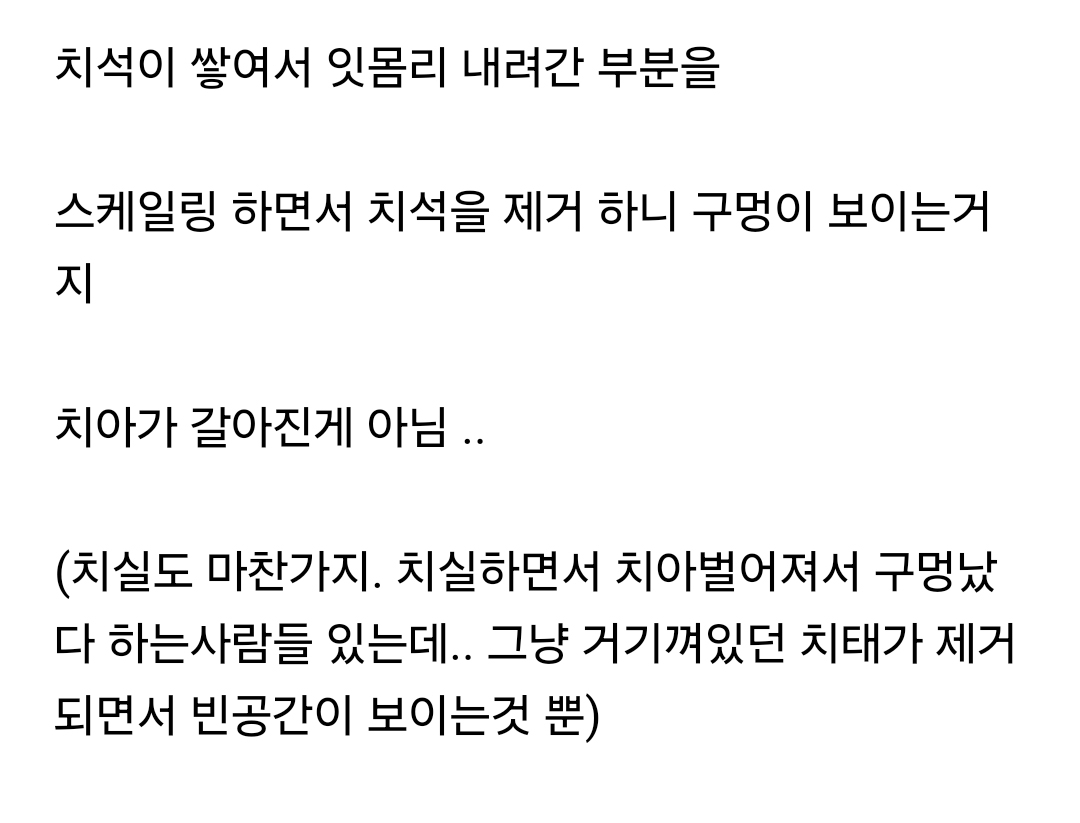 치석이 쌓여서 잇몸리 내려간 부분을
스케일링 하면서 치석을 제거 하니 구멍이 보이는거
지
치아가 갈아진게 아님 ..
(치실도 마찬가지. 치실하면서 치아벌어져서 구멍났
다 하는사람들 있는데.. 그냥 거기껴있던 치태가 제거
되면서 빈공간이 보이는것 뿐)